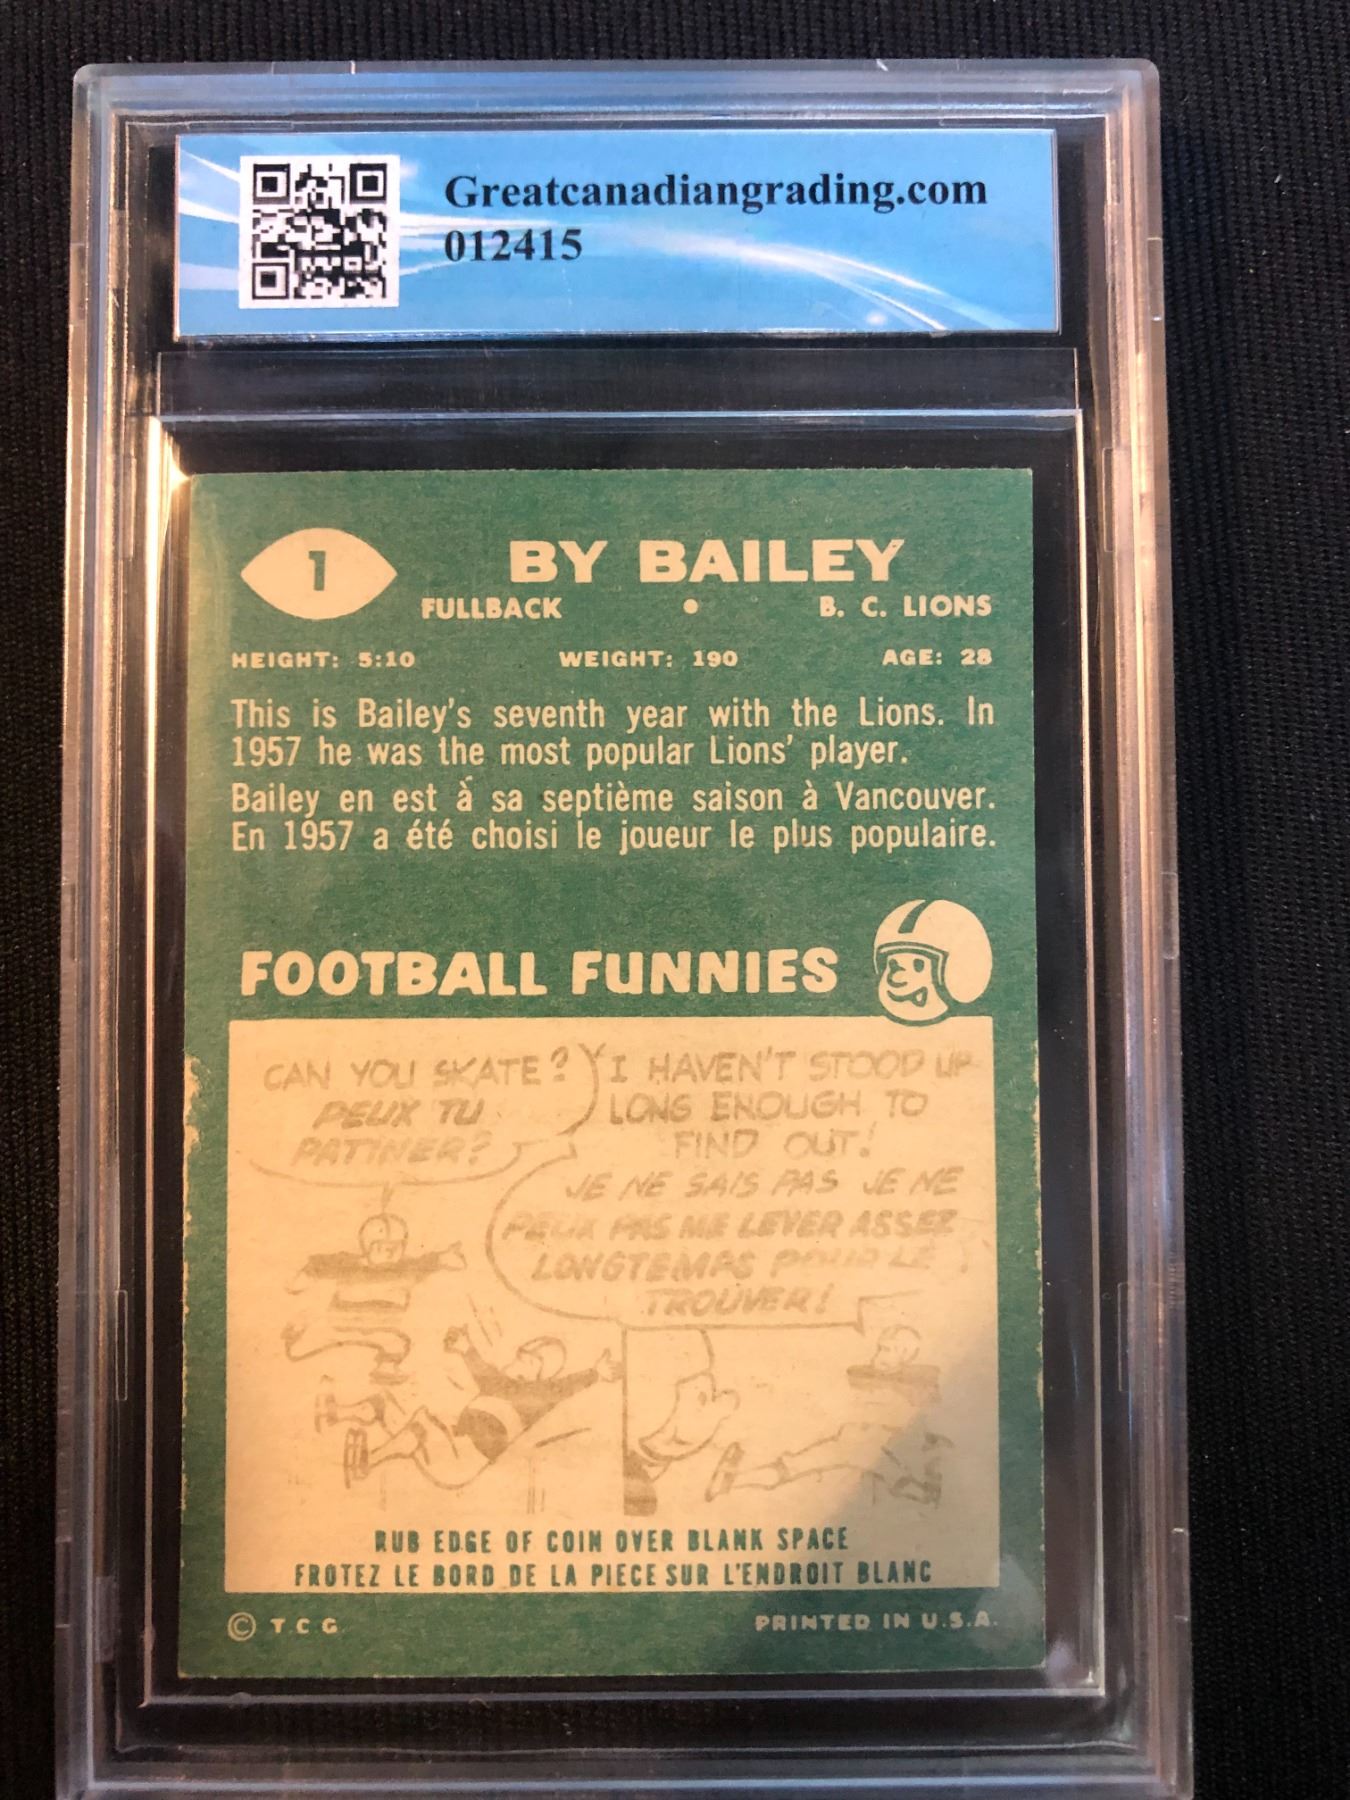 Greatcanadiangrading.com
012415
1
BY BAILEY
FULLBACK • B. C. LIONS
HEIGHT: 5:10 WEIGHT: 190 AGE: 28
This is Bailey's seventh year with the Lions. In
1957 he was the most popular Lions' player.
Bailey en est à sa septième saison à Vancouver.
En 1957 a été choisi le joueur le plus populaire.
FOOTBALL FUNNIES
CAN YOU SKATE?
PEUX TU
PATINER?
I HAVEN'T STOOD UP
LONG ENOUGH TO
FIND OUT!
JE NE SAIS PAS JE NE
PEUX PAS ME LEVER ASSEZ
LONGTEMPS POUR LE
TROUVER!
RUB EDGE OF COIN OVER BLANK SPACE
FROTEZ LE BORD DE LA PIECE SUR L'ENDROIT BLANC
© T C G
PRINTED IN U.S.A.